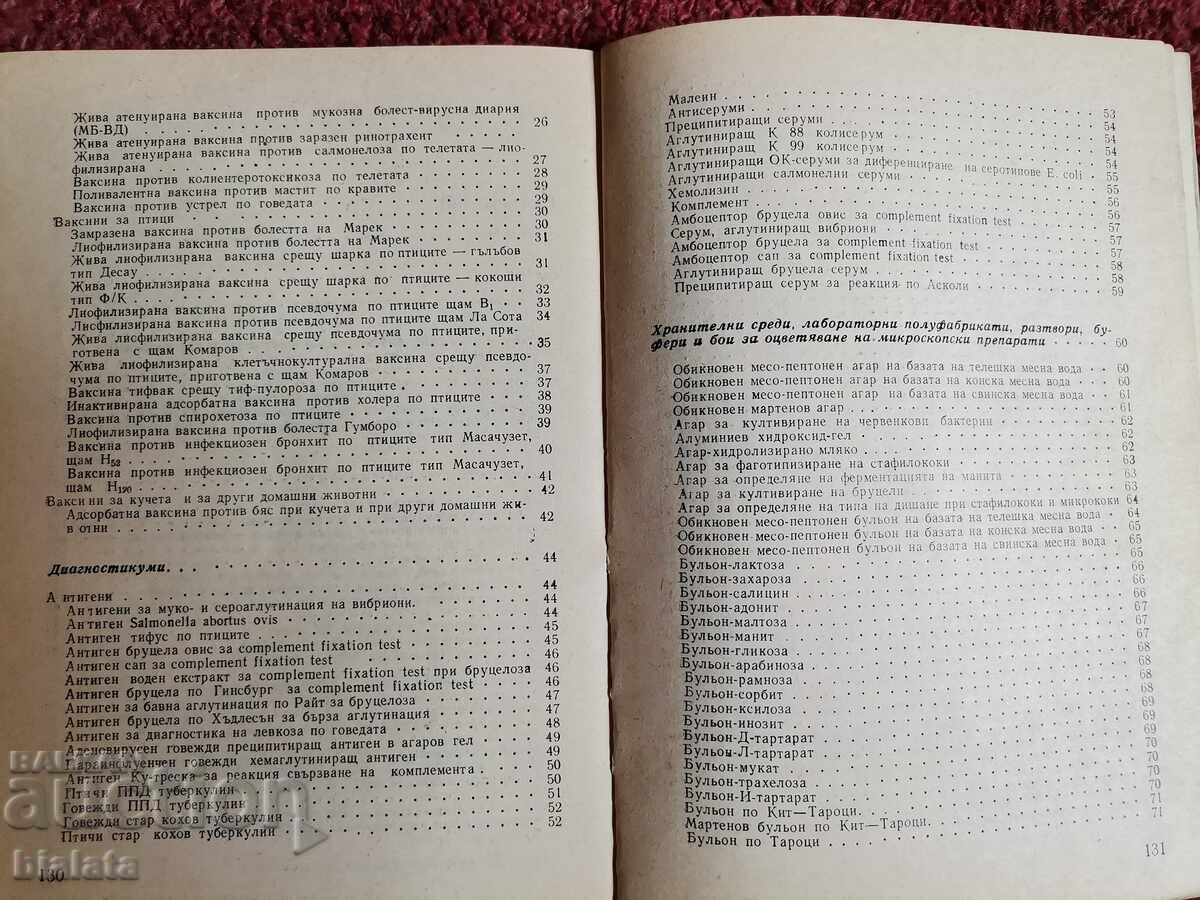 Жива атенуирана ваксина против мукозна болест-вирусна диария
(МБ-ВД) . . . 26
Жива атенуирана ваксина против заразен ринотрахеит . . .
Жива атенуирана ваксина против салмонелоза по телетата — лио-
филизирана . . . 27
Ваксина против колиентеротоксикоза по телетата . . . 28
Поливалентна ваксина против мастит по кравите . . . 29
Ваксина против устрел по говедата . . . 29
Ваксини за птици . . . 30
Замразена ваксина против болестта на Марек . . . 30
Лиофилизирана ваксина против болестта на Марек . . . 31
Жива лиофилизирана ваксина срещу шарка по птиците — гълъбов
тип Десау . . . 31
Жива лиофилизирана ваксина срещу шарка по птиците — кокоши
тип Ф/К . . . 32
Лиофилизирана ваксина против псевдочума по птиците щам В₁ . . 33
Лиофилизирана ваксина против псевдочума по птиците щам Ла Сота 34
Жива лиофилизирана ваксина срещу псевдочума по птиците, при-
готвена с щам Комаров . . . 35
Жива лиофилизирана клетъчнокултурална ваксина срещу псевдо-
чума по птиците, приготвена с щам Комаров . . . 37
Ваксина тифвак срещу тиф-пулороза по птиците . . . 37
Инактивирана адсорбатна ваксина против холера по птиците . . . 38
Ваксина против спирохетоза по птиците . . . 39
Лиофилизирана ваксина против болестта Гумборо . . . 39
Ваксина против инфекциозен бронхит по птиците тип Масачузет,
щам Н₅₂ . . . 40
Ваксина против инфекциозен бронхит по птиците тип Масачузет,
щам Н₁₂₀ . . . 41
Ваксини за кучета и за други домашни животни . . . 42
Адсорбатна ваксина против бяс при кучета и при други домашни жи-
вотни . . . 42
Диагностикуми . . . 44
Антигени . . . 44
Антигени за муко- и сероаглутинация на вибриони. . . . 44
Антиген Salmonella abortus ovis . . . 44
Антиген тифус по птиците . . . 45
Антиген бруцела овис за complement fixation test . . . 45
Антиген сап за complement fixation test . . . 46
Антиген воден екстракт за complement fixation test при бруцелоза 46
Антиген бруцела по Гинсбург за complement fixation test . . . 46
Антиген за бавна аглутинация по Райт за бруцелоза . . . 47
Антиген бруцела по Хъдлесън за бърза аглутинация . . . 47
Антиген за диагностика на левкоза по говедата . . . 48
Аденовирусен говежди преципитиращ антиген в агаров гел . . . 49
Параинфлуенчен говежди хемаглутиниращ антиген . . . 49
Антиген Ку-треска за реакция свързване на комплемента . . . 50
Птичи ППД туберкулин . . . 50
Говежди ППД туберкулин . . . 51
Говежди стар кохов туберкулин . . . 52
Птичи стар кохов туберкулин . . . 52
130
bialata
Малеин . . . 53
Антисеруми . . . 54
Преципитиращи серуми . . . 54
Аглутиниращ К 88 колисерум . . . 54
Аглутиниращ К 99 колисерум . . . 54
Аглутиниращи ОК-серуми за диференциране на серотипове E. coli . 55
Аглутиниращи салмонелни серуми . . . 55
Хемолизин . . . 56
Комплемент . . . 56
Амбоцептор бруцела овис за complement fixation test . . . 57
Серум, аглутиниращ вибриони . . . 57
Амбоцептор бруцела за complement fixation test . . . 57
Амбоцептор сап за complement fixation test . . . 58
Аглутиниращ бруцела серум . . . 58
Преципитиращ серум за реакция по Асколи . . . 59
Хранителни среди, лабораторни полуфабрикати, разтвори, бу-
фери и бои за оцветяване на микроскопски препарати . . . 60
Обикновен месо-пептонен агар на базата на телешка месна вода . 60
Обикновен месо-пептонен агар на базата на конска месна вода . 60
Обикновен месо-пептонен агар на базата на свинска месна вода . 61
Обикновен мартенов агар . . . 61
Агар за култивиране на червенкови бактерии . . . 62
Алуминиев хидроксид-гел . . . 62
Агар-хидролизирано мляко . . . 62
Агар за фаготипизиране на стафилококи . . . 63
Агар за определяне на ферментацията на манита . . . 63
Агар за култивиране на бруцели . . . 63
Агар за определяне на типа на дишане при стафилококи и микрококи 64
Обикновен месо-пептонен бульон на базата на телешка месна вода . 64
Обикновен месо-пептонен бульон на базата на конска месна вода . 65
Обикновен месо-пептонен бульон на базата на свинска месна вода . 65
Бульон-лактоза . . . 65
Бульон-захароза . . . 66
Бульон-салицин . . . 66
Бульон-адонит . . . 66
Бульон-малтоза . . . 67
Бульон-манит . . . 67
Бульон-гликоза . . . 67
Бульон-арабиноза . . . 68
Бульон-рамноза . . . 68
Бульон-сорбит . . . 68
Бульон-ксилоза . . . 68
Бульон-инозит . . . 69
Бульон-Д-тартарат . . . 69
Бульон-Л-тартарат . . . 70
Бульон-мукат . . . 70
Бульон-трахелоза . . . 70
Бульон-И-тартарат . . . 70
Бульон по Кит—Тароци . . . 71
Мартенов бульон по Кит—Тароци. . . . 71
Бульон по Тароци . . .
131